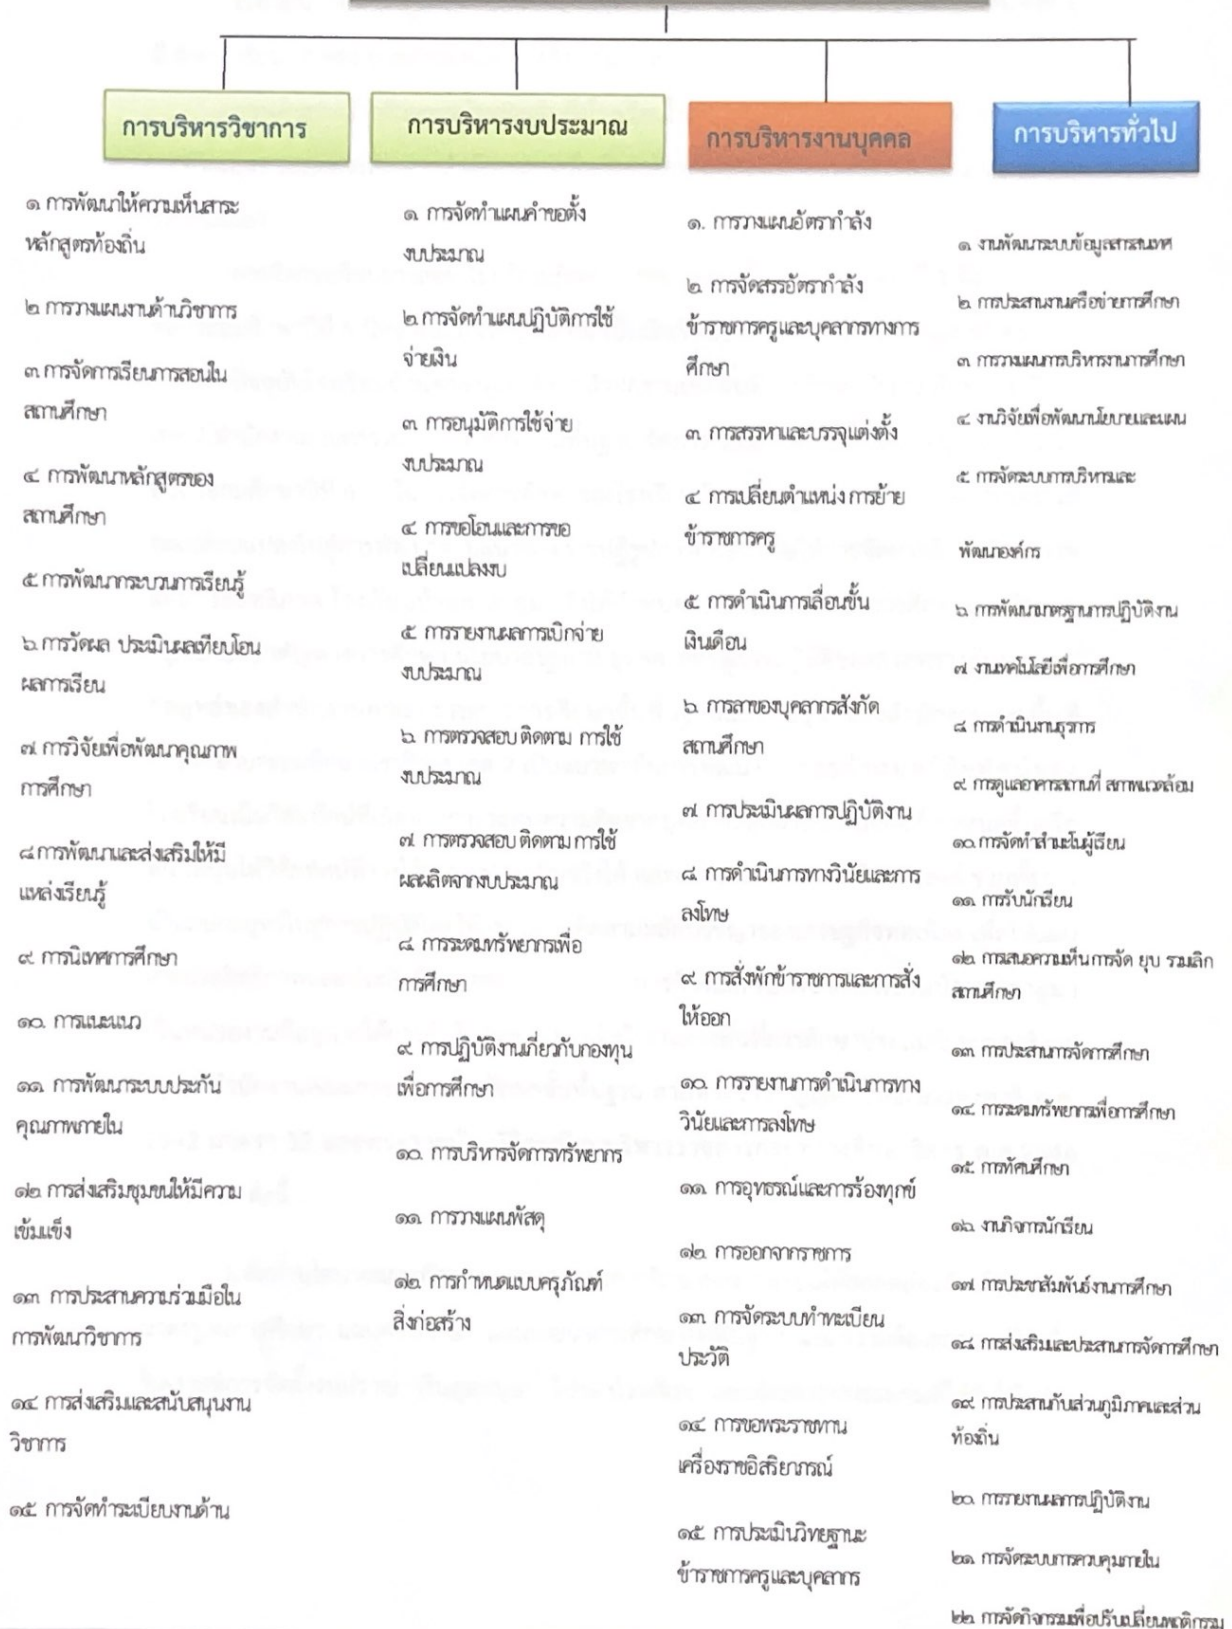 การบริหารวิชาการ
๑ การพัฒนาให้ความเห็นสาระ
หลักสูตรท้องถิ่น
๒ การวางแผนงานด้านวิชาการ
๓ การจัดการเรียนการสอนใน
สถานศึกษา
๔ การพัฒนาหลักสูตรของ
สถานศึกษา
๕ การพัฒนากระบวนการเรียนรู้
๖ การวัดผล ประเมินผลเทียบโอน
ผลการเรียน
๗ การวิจัยเพื่อพัฒนาคุณภาพ
การศึกษา
๘ การพัฒนาและส่งเสริมให้มี
แหล่งเรียนรู้
๙ การนิเทศการศึกษา
๑๐ การแนะแนว
๑๑ การพัฒนาระบบประกัน
คุณภาพภายใน
๑๒ การส่งเสริมชุมชนให้มีความ
เข้มแข็ง
๑๓ การประสานความร่วมมือใน
การพัฒนาวิชาการ
๑๔ การส่งเสริมและสนับสนุนงาน
วิชาการ
๑๕ การจัดทำระเบียบงานด้าน
การบริหารงบประมาณ
๑ การจัดทำแผนคำขอตั้ง
งบประมาณ
๒ การจัดทำแผนปฏิบัติการใช้
จ่ายเงิน
๓ การอนุมัติการใช้จ่าย
งบประมาณ
๔ การขอโอนและการขอ
เปลี่ยนแปลงงบ
๕ การรายงานผลการเบิกจ่าย
งบประมาณ
๖ การตรวจสอบ ติดตาม การใช้
งบประมาณ
๗ การตรวจสอบ ติดตาม การใช้
ผลผลิตจากงบประมาณ
๘ การระดมทรัพยากรเพื่อ
การศึกษา
๙ การปฏิบัติงานเกี่ยวกับกองทุน
เพื่อการศึกษา
๑๐ การบริหารจัดการทรัพยากร
๑๑ การวางแผนพัสดุ
๑๒ การกำหนดแบบครุภัณฑ์
สิ่งก่อสร้าง
การบริหารงานบุคคล
๑. การวางแผนอัตรากำลัง
๒ การจัดสรรอัตรากำลัง
ข้าราชการครูและบุคลากรทางการ
ศึกษา
๓ การสรรหาและบรรจุแต่งตั้ง
๔ การเปลี่ยนตำแหน่ง การย้าย
ข้าราชการครู
๕ การดำเนินการเลื่อนขั้น
เงินเดือน
๖ การลาของบุคลากรสังกัด
สถานศึกษา
๗ การประเมินผลการปฏิบัติงาน
๘ การดำเนินการทางวินัยและการ
ลงโทษ
๙ การสั่งพักข้าราชการและการสั่ง
ให้ออก
๑๐ การรายงานการดำเนินการทาง
วินัยและการลงโทษ
๑๑ การอุทธรณ์และการร้องทุกข์
๑๒ การออกจากราชการ
๑๓ การจัดระบบทำทะเบียน
ประวัติ
๑๔ การขอพระราชทาน
เครื่องราชอิสริยาภรณ์
๑๕ การประเมินวิทยฐานะ
ข้าราชการครูและบุคลากร
การบริหารทั่วไป
๑ งานพัฒนาระบบข้อมูลสารสนเทศ
๒ การประสานงานเครือข่ายการศึกษา
๓ การวางแผนการบริหารงานการศึกษา
๔ งานวิจัยเพื่อพัฒนานโยบายและแผน
๕ การจัดระบบการบริหารและ
พัฒนาองค์กร
๖ การพัฒนามาตรฐานการปฏิบัติงาน
๗ งานเทคโนโลยีเพื่อการศึกษา
๘ การดำเนินงานธุรการ
๙ การดูแลอาคารสถานที่ สภาพแวดล้อม
๑๐ การจัดทำสำมะโนผู้เรียน
๑๑ การรับนักเรียน
๑๒ การเสนอความเห็น การจัด ยุบ รวมเลิก
สถานศึกษา
๑๓ การประสานการจัดการศึกษา
๑๔ การระดมทรัพยากรเพื่อการศึกษา
๑๕ การทัศนศึกษา
๑๖ งานกิจการนักเรียน
๑๗ การประชาสัมพันธ์งานการศึกษา
๑๘ การส่งเสริมและประสานการจัดการศึกษา
๑๙ การประสานกับส่วนภูมิภาคและส่วน
ท้องถิ่น
๒๐ การรายงานผลการปฏิบัติงาน
๒๑ การจัดระบบการควบคุมภายใน
๒๒ การจัดกิจกรรมเพื่อปรับเปลี่ยนพฤติกรรม